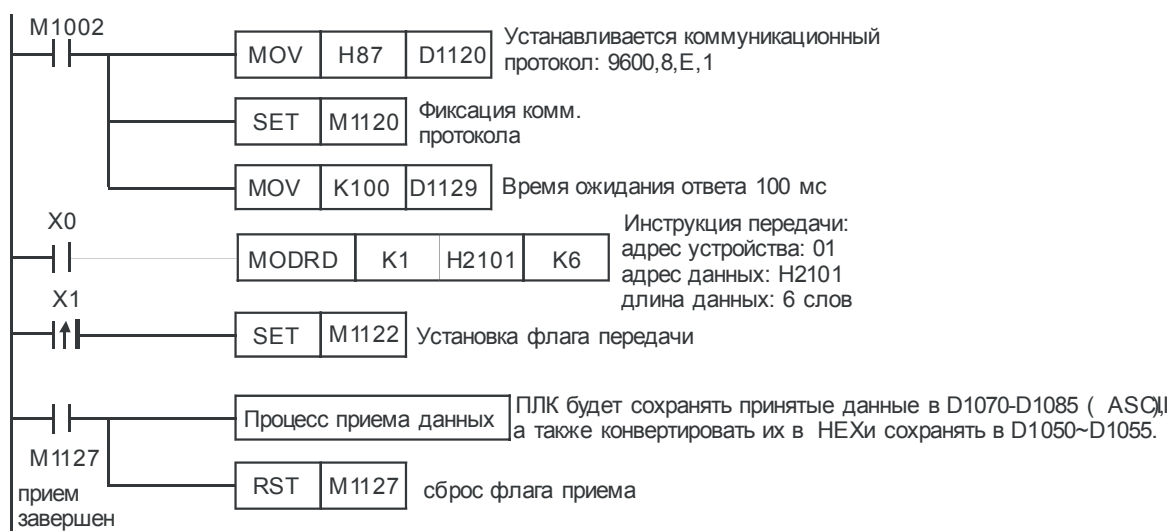 M1002
MOV H87 D1120 Устанавливается коммуникационный
протокол: 9600,8,E,1
SET M1120 Фиксация комм.
протокола
MOV K100 D1129 Время ожидания ответа 100 мс
X0
MODRD K1 H2101 K6 Инструкция передачи:
адрес устройства: 01
адрес данных: H2101
длина данных: 6 слов
X1
SET M1122 Установка флага передачи
Процесс приема данных ПЛК будет сохранять принятые данные в D1070-D1085 ( ASCII),
а также конвертировать их в HEX и сохранять в D1050~D1055.
M1127
прием
завершен
RST M1127 сброс флага приема